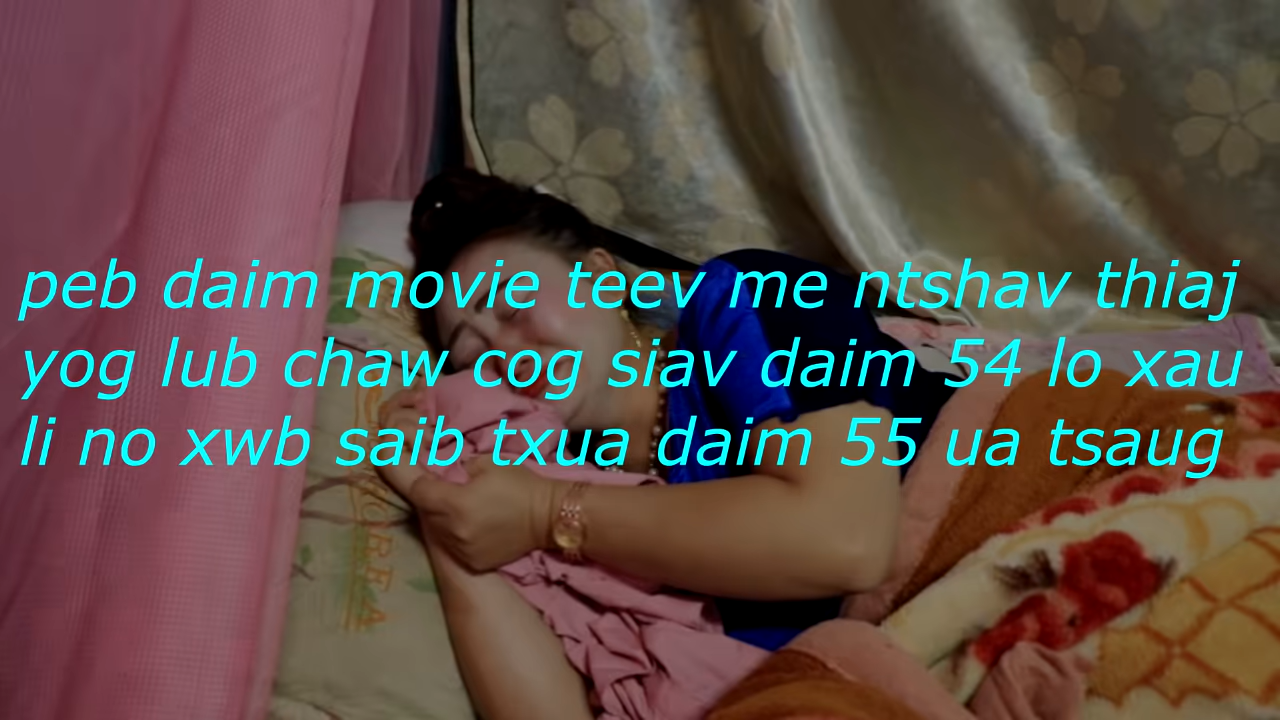 peb daim movie teev me ntshav thiaj
yog lub chaw cog siav daim 54 lo xau
li no xwb saib txua daim 55 ua tsaug
KOREA